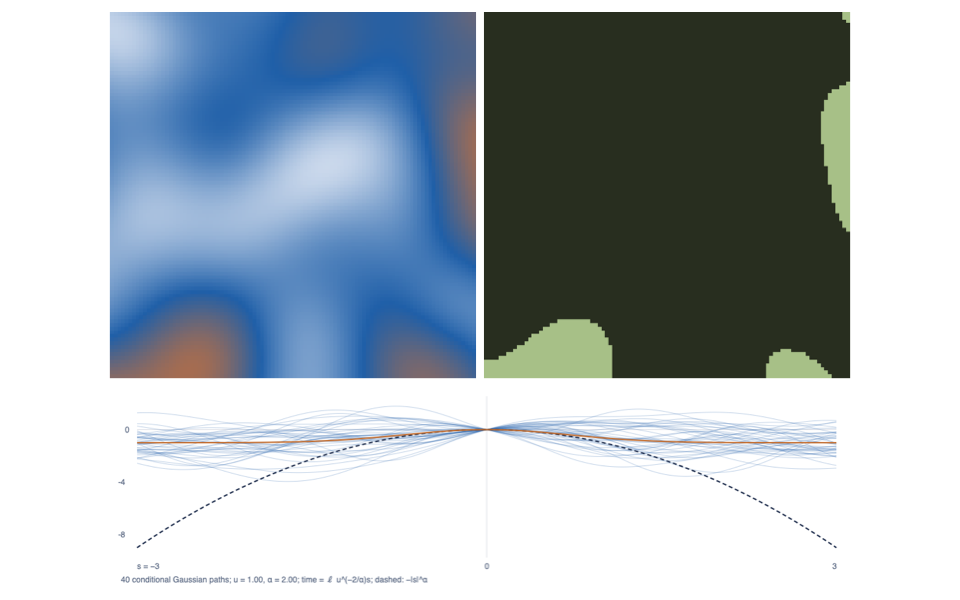 0
-4
-8
s = −3
0
3
40 conditional Gaussian paths; u = 1.00, α = 2.00; time = ℓ u^(−2/α)s; dashed: −|s|^α